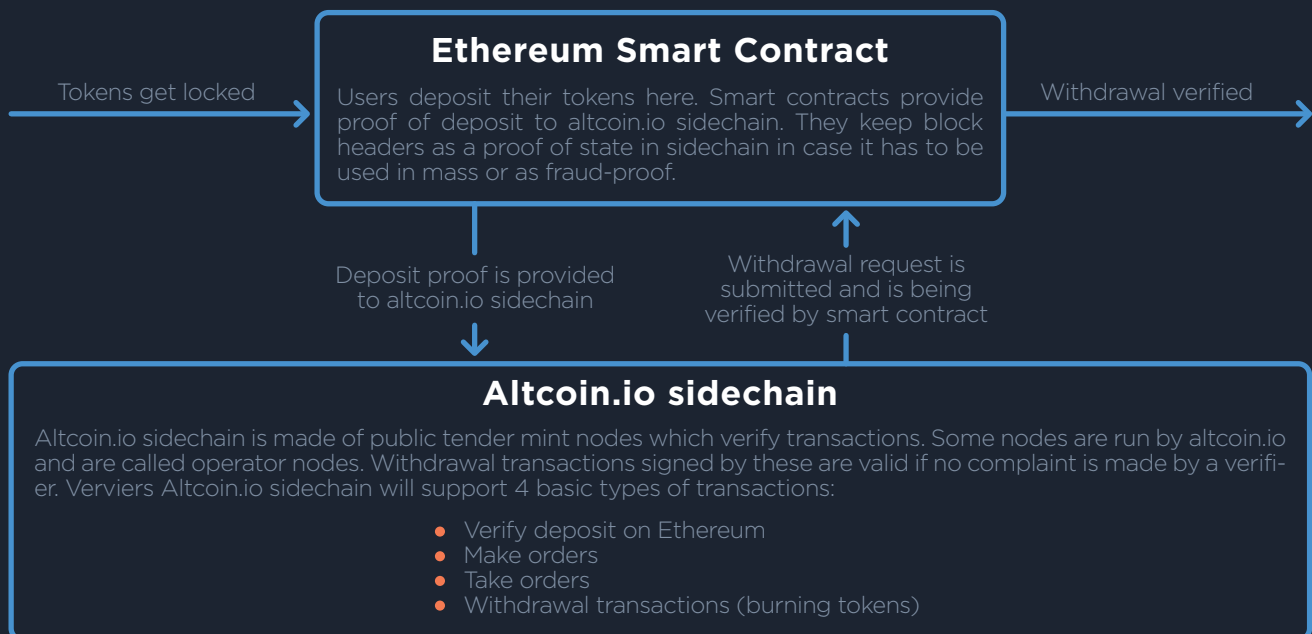 Ethereum Smart Contract
Tokens get locked
Users deposit their tokens here. Smart contracts provide
proof of deposit to altcoin.io sidechain. They keep block
headers as a proof of state in sidechain in case it has to be
used in mass or as fraud-proof.
Withdrawal verified
Deposit proof is provided
to altcoin.io sidechain
Withdrawal request is
submitted and is being
verified by smart contract
Altcoin.io sidechain
Altcoin.io sidechain is made of public tender mint nodes which verify transactions. Some nodes are run by altcoin.io
and are called operator nodes. Withdrawal transactions signed by these are valid if no complaint is made by a verifi-
er. Verviers Altcoin.io sidechain will support 4 basic types of transactions:
• Verify deposit on Ethereum
• Make orders
• Take orders
• Withdrawal transactions (burning tokens)